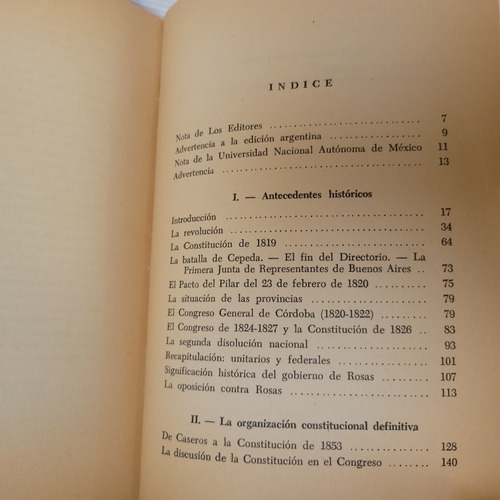 INDICE
Nota de Los Editores .......................... 7
Advertencia a la edición argentina .............. 9
Nota de la Universidad Nacional Autónoma de México 11
Advertencia .................................. 13
I. — Antecedentes históricos
Introducción .................................. 17
La revolución ................................. 34
La Constitución de 1819 ....................... 64
La batalla de Cepeda. — El fin del Directorio. — La
Primera Junta de Representantes de Buenos Aires .. 73
El Pacto del Pilar del 23 de febrero de 1820 ....... 75
La situación de las provincias ................... 79
El Congreso General de Córdoba (1820-1822) ...... 79
El Congreso de 1824-1827 y la Constitución de 1826 .. 83
La segunda disolución nacional .................. 93
Recapitulación: unitarios y federales ............. 101
Significación histórica del gobierno de Rosas ...... 107
La oposición contra Rosas ...................... 113
II. — La organización constitucional definitiva
De Caseros a la Constitución de 1853 ............ 128
La discusión de la Constitución en el Congreso ..... 140